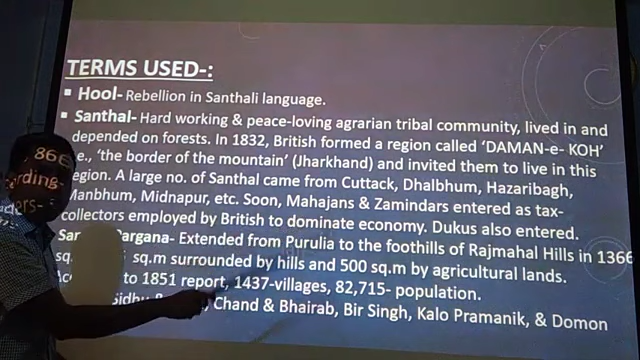 TERMS USED-:
▪ Hool- Rebellion in Santhali language.
▪ Santhal- Hard working & peace-loving agrarian tribal community, lived in and
depended on forests. In 1832, British formed a region called 'DAMAN-e- KOH'
'the border of the mountain' (Jharkhand) and invited them to live in this
region. A large no. of Santhal came from Cuttack, Dhalbhum, Hazaribagh,
Manbhum, Midnapur, etc. Soon, Mahajans & Zamindars entered as tax-
collectors employed by British to dominate economy. Dukus also entered.
Pargana- Extended from Purulia to the foothills of Rajmahal Hills in 1366
sq.m surrounded by hills and 500 sq.m by agricultural lands.
to 1851 report, 1437-villages, 82,715- population.
Sidhu Chand & Bhairab, Bir Singh, Kalo Pramanik, & Domon
866